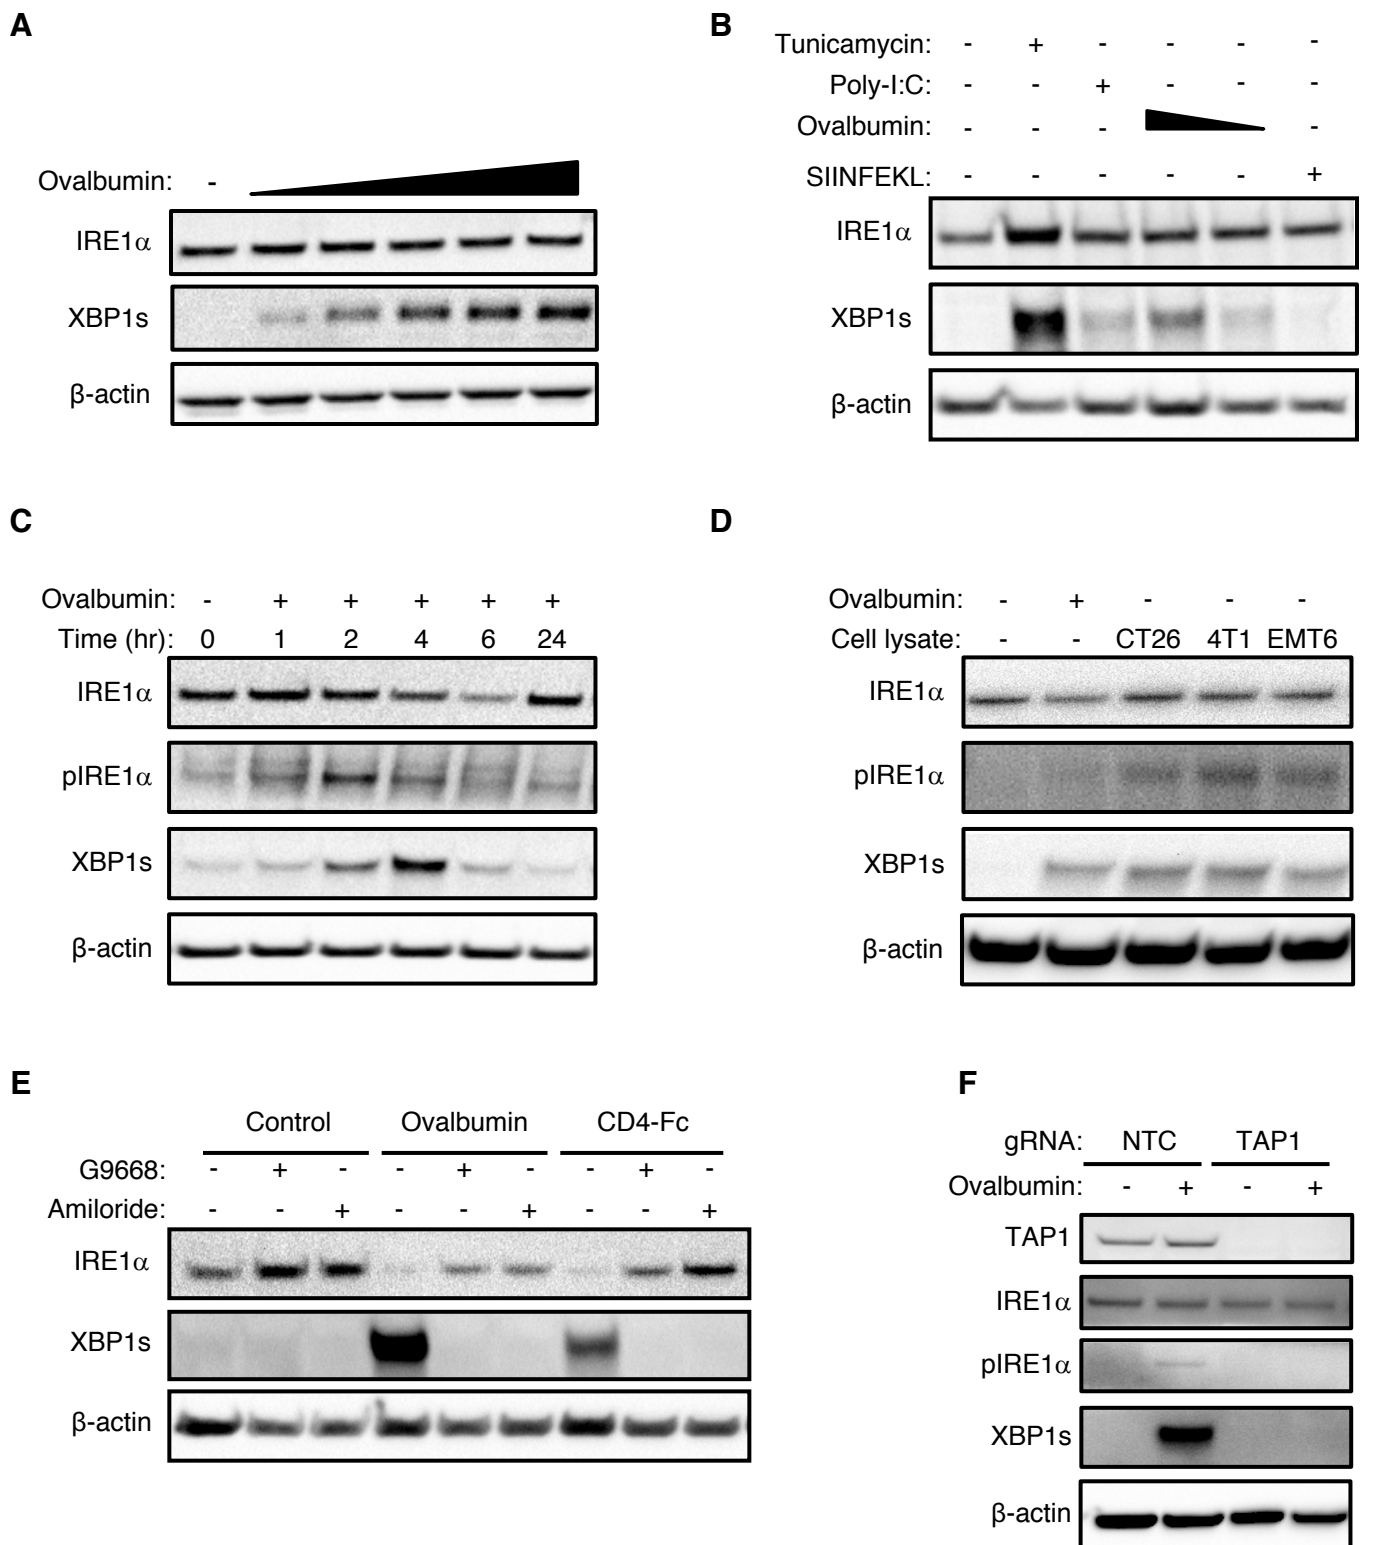 A
Ovalbumin: -
IRE1α
XBP1s
β-actin
B
Tunicamycin: - + - - - -
Poly-I:C: - - + - - -
Ovalbumin: - - - -
SIINFEKL: - - - - - +
IRE1α
XBP1s
β-actin
C
Ovalbumin: - + + + + +
Time (hr): 0 1 2 4 6 24
IRE1α
pIRE1α
XBP1s
β-actin
D
Ovalbumin: - + - - -
Cell lysate: - - CT26 4T1 EMT6
IRE1α
pIRE1α
XBP1s
β-actin
E
Control Ovalbumin CD4-Fc
G9668: - + - - + - - + -
Amiloride: - - + - - + - - +
IRE1α
XBP1s
β-actin
F
gRNA: NTC TAP1
Ovalbumin: - + - +
TAP1
IRE1α
pIRE1α
XBP1s
β-actin